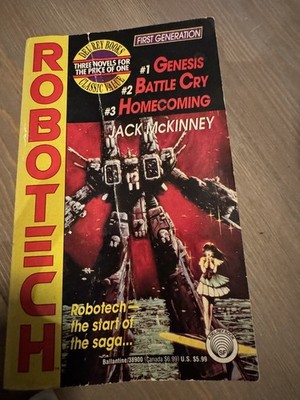 ROBOTECH
DEL REY BOOKS
THREE NOVELS FOR
THE PRICE OF ONE
CLASSIC VALUE
FIRST GENERATION
#1 GENESIS
#2 BATTLE CRY
#3 HOMECOMING
JACK McKINNEY
Robotech—
the start of
the saga...
Ballantine/38900 (Canada $6.99) U.S. $5.99